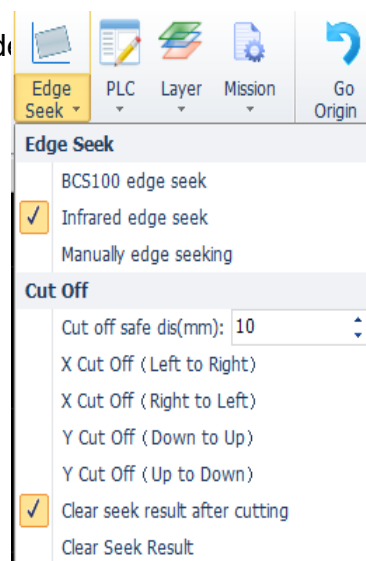 Edge Seek
PLC
Layer
Mission
Go Origin
Edge Seek
BCS100 edge seek
Infrared edge seek
Manually edge seeking
Cut Off
Cut off safe dis(mm): 10
X Cut Off (Left to Right)
X Cut Off (Right to Left)
Y Cut Off (Down to Up)
Y Cut Off (Up to Down)
Clear seek result after cutting
Clear Seek Result